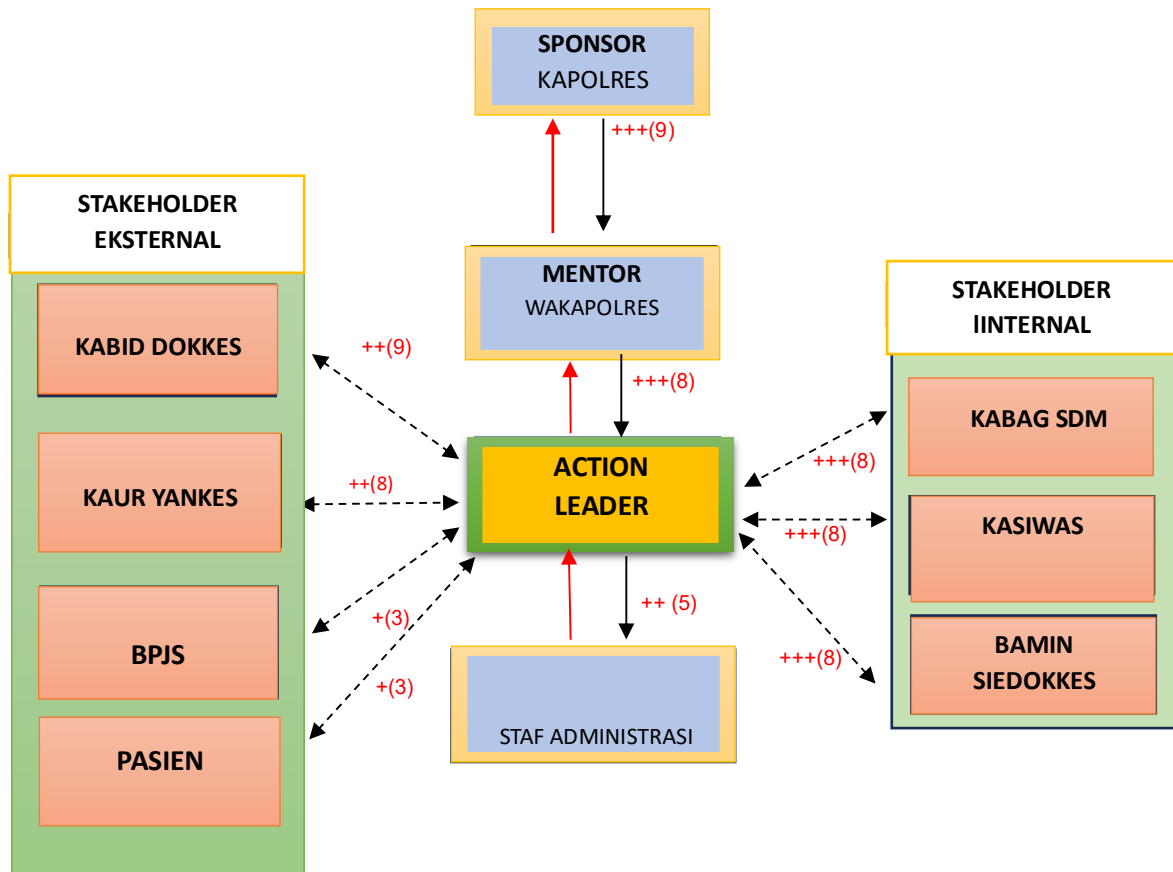 SPONSOR
KAPOLRES
+++(9)
STAKEHOLDER
EKSTERNAL
MENTOR
WAKAPOLRES
STAKEHOLDER
IINTERNAL
KABID DOKKES
++(9)
+++(8)
KABAG SDM
ACTION
LEADER
+++(8)
KAUR YANKES
++(8)
KASIWAS
+++(8)
++ (5)
+(3)
BPJS
+++(8)
BAMIN
SIEDOKKES
+(3)
STAF ADMINISTRASI
PASIEN